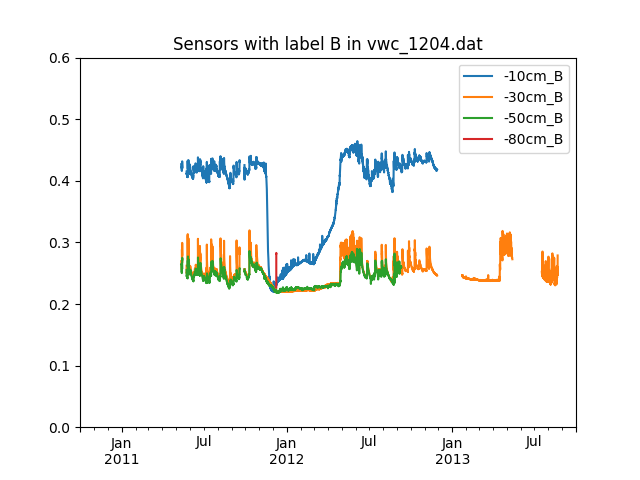 Sensors with label B in vwc_1204.dat
0.6
0.5
0.4
0.3
0.2
0.1
0.0
-10cm_B
-30cm_B
-50cm_B
-80cm_B
Jan Jul Jan Jul Jan Jul
2011 2012 2013